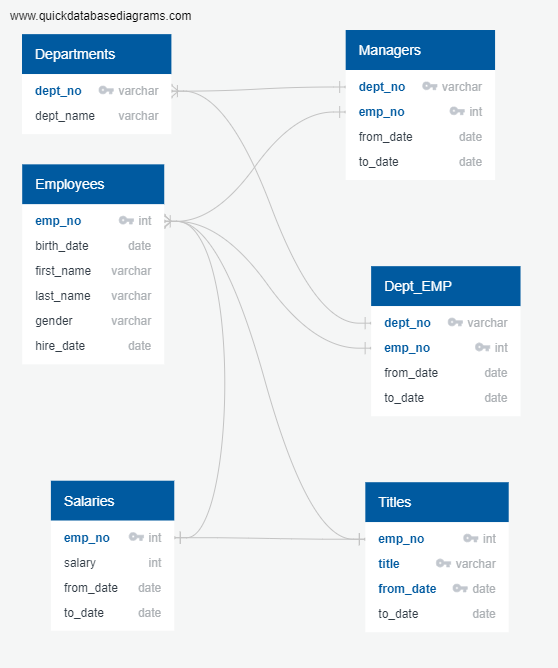 www.quickdatabasediagrams.com
Departments
dept_no varchar
dept_name varchar
Managers
dept_no varchar
emp_no int
from_date date
to_date date
Employees
emp_no int
birth_date date
first_name varchar
last_name varchar
gender varchar
hire_date date
Dept_EMP
dept_no varchar
emp_no int
from_date date
to_date date
Salaries
emp_no int
salary int
from_date date
to_date date
Titles
emp_no int
title varchar
from_date date
to_date date